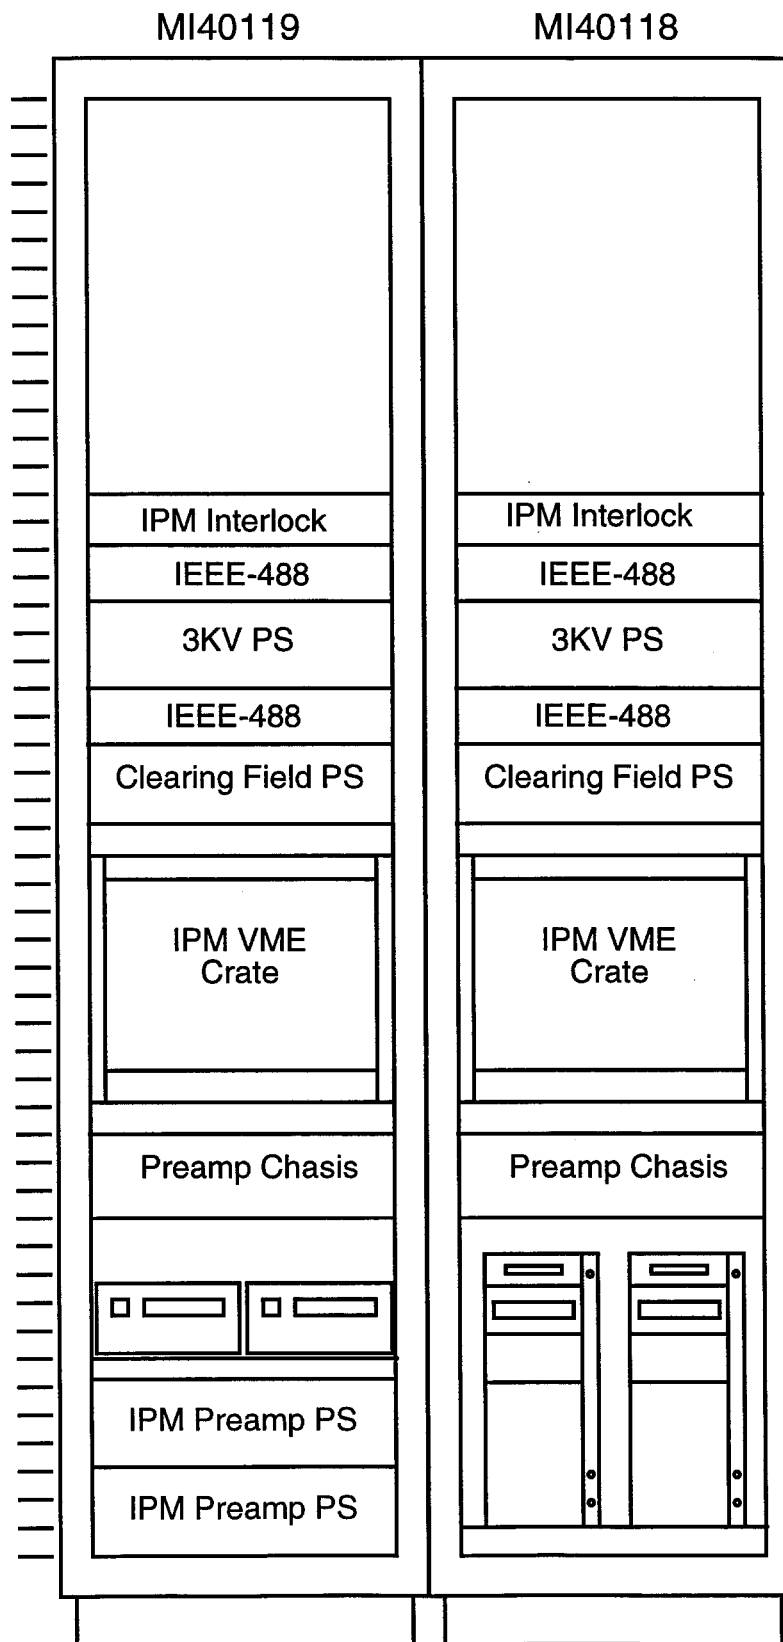 MI40119
MI40118
IPM Interlock
IEEE-488
3KV PS
IEEE-488
Clearing Field PS
IPM VME
Crate
Preamp Chasis
IPM Preamp PS
IPM Preamp PS
IPM Interlock
IEEE-488
3KV PS
IEEE-488
Clearing Field PS
IPM VME
Crate
Preamp Chasis